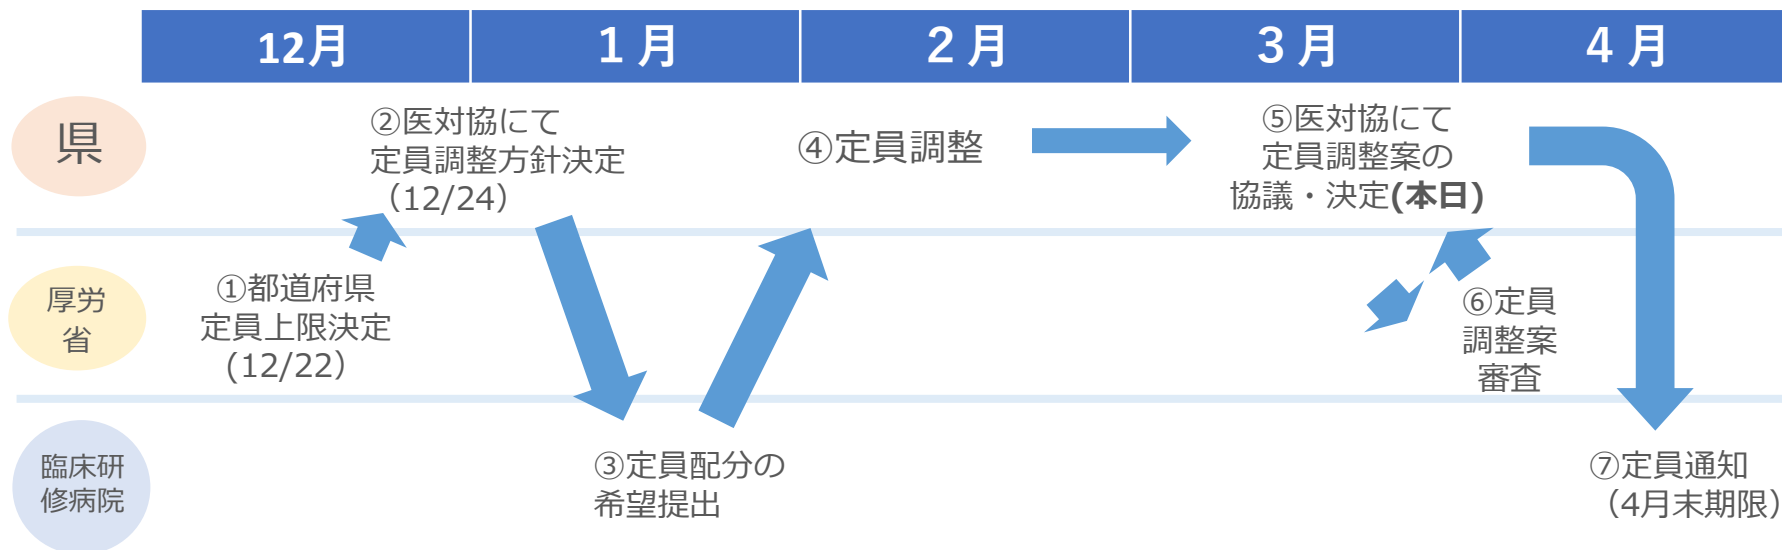 12月
１月
２月
３月
４月
県
②医対協にて
定員調整方針決定
（12/24）
④定員調整
⑤医対協にて
定員調整案の
協議・決定(本日)
厚労
省
①都道府県
定員上限決定
(12/22）
⑥定員
調整案
審査
臨床研
修病院
③定員配分の
希望提出
⑦定員通知
（4月末期限）